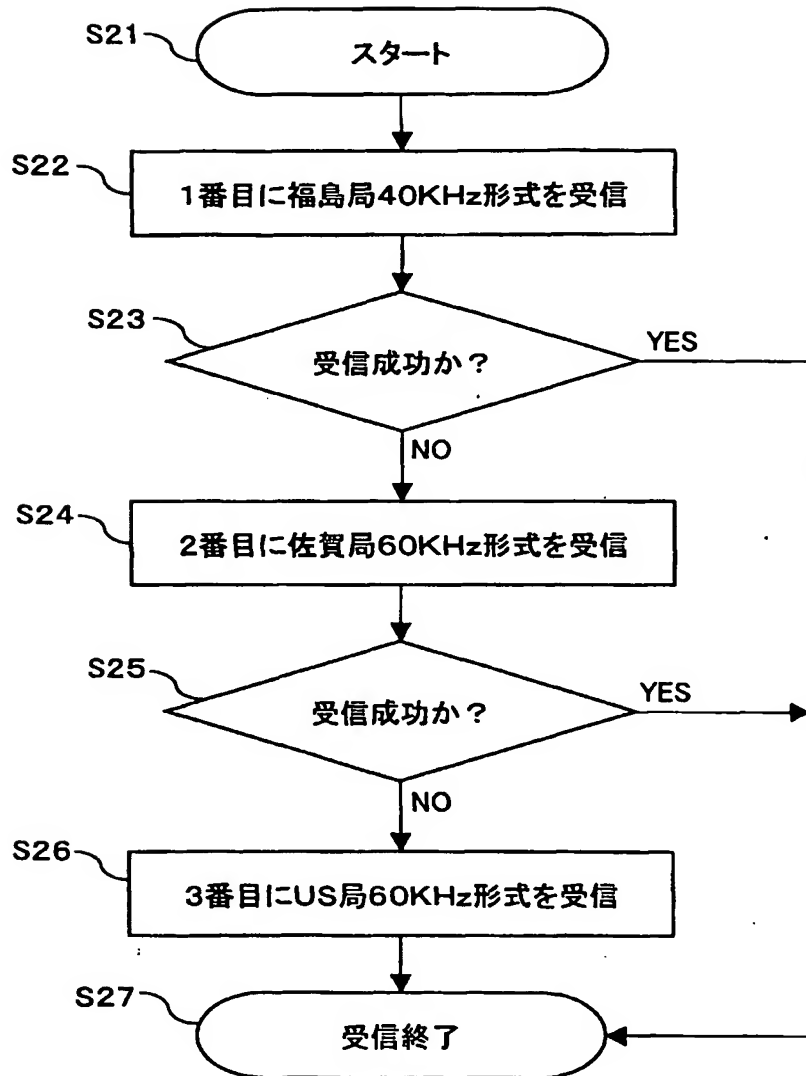 S21
スタート
S22
1番目に福島局40KHz形式を受信
S23
受信成功か?
YES
NO
S24
2番目に佐賀局60KHz形式を受信
S25
受信成功か?
YES
NO
S26
3番目にUS局60KHz形式を受信
S27
受信終了